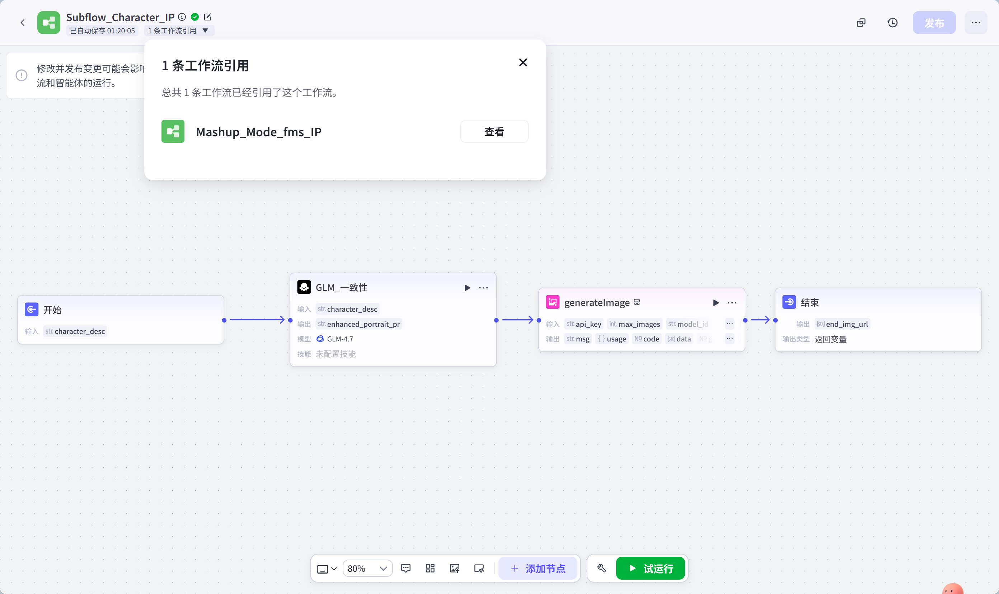 Subflow_Character_IP
已自动保存 01:20:05
1 条工作流引用
发布
修改并发布变更可能会影
流和智能体的运行。
1 条工作流引用
总共 1 条工作流已经引用了这个工作流。
Mashup_Mode_fms_IP
查看
开始
输入 str. character_desc
GLM_一致性
输入 str. character_desc
输出 str. enhanced_portrait_pr
模型 GLM-4.7
技能 未配置技能
generateImage
输入 str. api_key int. max_images str. model_id ...
输出 str. msg { } usage NO code [str] data NO g ...
结束
输出 [str] end_img_url
输出类型 返回变量
80%
添加节点
试运行